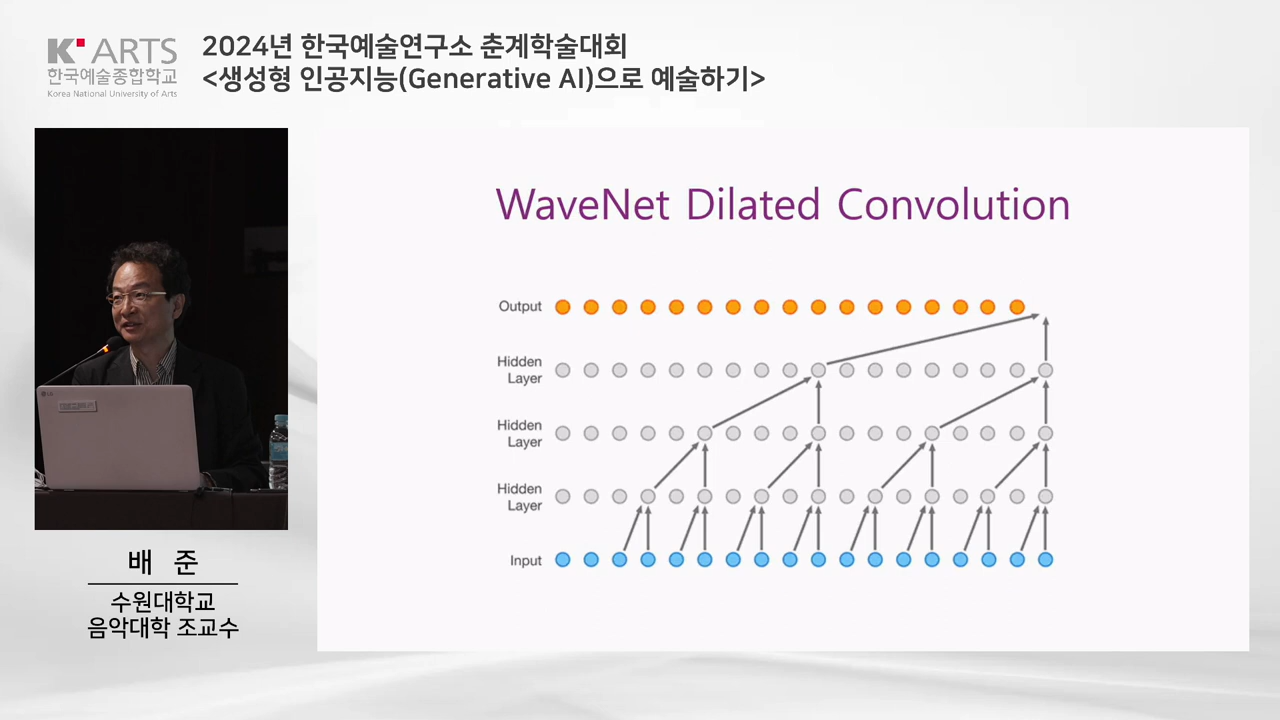 K ARTS
한국예술종합학교
Korea National University of Arts
2024년 한국예술연구소 춘계학술대회
<생성형 인공지능(Generative AI)으로 예술하기>
WaveNet Dilated Convolution
Output
Hidden
Layer
Hidden
Layer
Hidden
Layer
Input
LG
배 준
수원대학교
음악대학 조교수